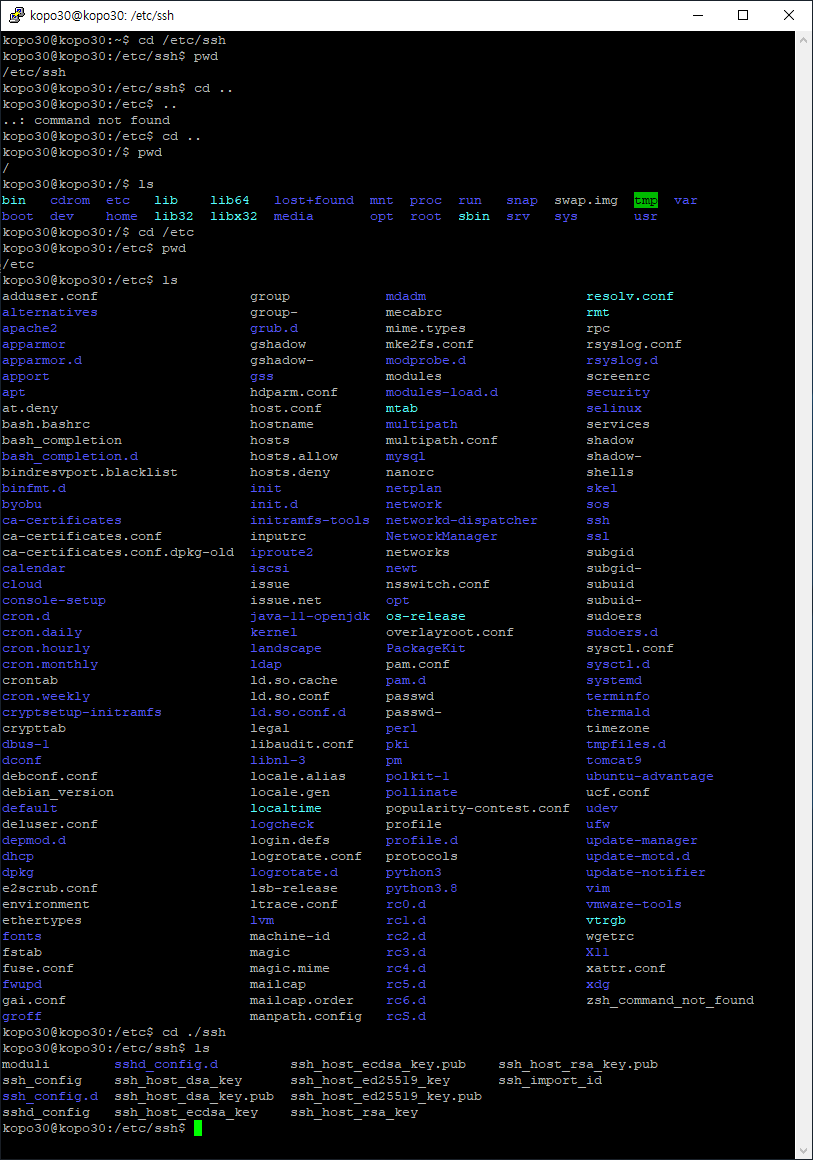 kopo30@kopo30: /etc/ssh
kopo30@kopo30:~$ cd /etc/ssh
kopo30@kopo30:/etc/ssh$ pwd
/etc/ssh
kopo30@kopo30:/etc/ssh$ cd ..
kopo30@kopo30:/etc$ ..
..: command not found
kopo30@kopo30:/etc$ cd ..
kopo30@kopo30:/$ pwd
/
kopo30@kopo30:/$ ls
bin cdrom etc lib lib64 lost+found mnt proc run snap swap.img tmp var
boot dev home lib32 libx32 media opt root sbin srv sys usr
kopo30@kopo30:/$ cd /etc
kopo30@kopo30:/etc$ pwd
/etc
kopo30@kopo30:/etc$ ls
adduser.conf group mdadm resolv.conf
alternatives group- mecabrc rmt
apache2 grub.d mime.types rpc
apparmor gshadow mke2fs.conf rsyslog.conf
apparmor.d gshadow- modprobe.d rsyslog.d
apport gss modules screenrc
apt hdparm.conf modules-load.d security
at.deny host.conf mtab selinux
bash.bashrc hostname multipath services
bash_completion hosts multipath.conf shadow
bash_completion.d hosts.allow mysql shadow-
bindresvport.blacklist hosts.deny nanorc shells
binfmt.d init netplan skel
byobu init.d network sos
ca-certificates initramfs-tools networkd-dispatcher ssh
ca-certificates.conf inputrc NetworkManager ssl
ca-certificates.conf.dpkg-old iproute2 networks subgid
calendar iscsi newt subgid-
cloud issue nsswitch.conf subuid
console-setup issue.net opt subuid-
cron.d java-11-openjdk os-release sudoers
cron.daily kernel overlayroot.conf sudoers.d
cron.hourly landscape PackageKit sysctl.conf
cron.monthly ldap pam.conf sysctl.d
crontab ld.so.cache pam.d systemd
cron.weekly ld.so.conf passwd terminfo
cryptsetup-initramfs ld.so.conf.d passwd- thermald
crypttab legal perl timezone
dbus-1 libaudit.conf pki tmpfiles.d
dconf libnl-3 pm tomcat9
debconf.conf locale.alias polkit-1 ubuntu-advantage
debian_version locale.gen pollinate ucf.conf
default localtime popularity-contest.conf udev
deluser.conf logcheck profile ufw
depmod.d login.defs profile.d update-manager
dhcp logrotate.conf protocols update-motd.d
dpkg logrotate.d python3 update-notifier
e2scrub.conf lsb-release python3.8 vim
environment ltrace.conf rc0.d vmware-tools
ethertypes lvm rc1.d vtrgb
fonts machine-id rc2.d wgetrc
fstab magic rc3.d X11
fuse.conf magic.mime rc4.d xattr.conf
fwupd mailcap rc5.d xdg
gai.conf mailcap.order rc6.d zsh_command_not_found
groff manpath.config rcS.d
kopo30@kopo30:/etc$ cd ./ssh
kopo30@kopo30:/etc/ssh$ ls
moduli sshd_config.d ssh_host_ecdsa_key.pub ssh_host_rsa_key.pub
ssh_config ssh_host_dsa_key ssh_host_ed25519_key ssh_import_id
ssh_config.d ssh_host_dsa_key.pub ssh_host_ed25519_key.pub
sshd_config ssh_host_ecdsa_key ssh_host_rsa_key
kopo30@kopo30:/etc/ssh$